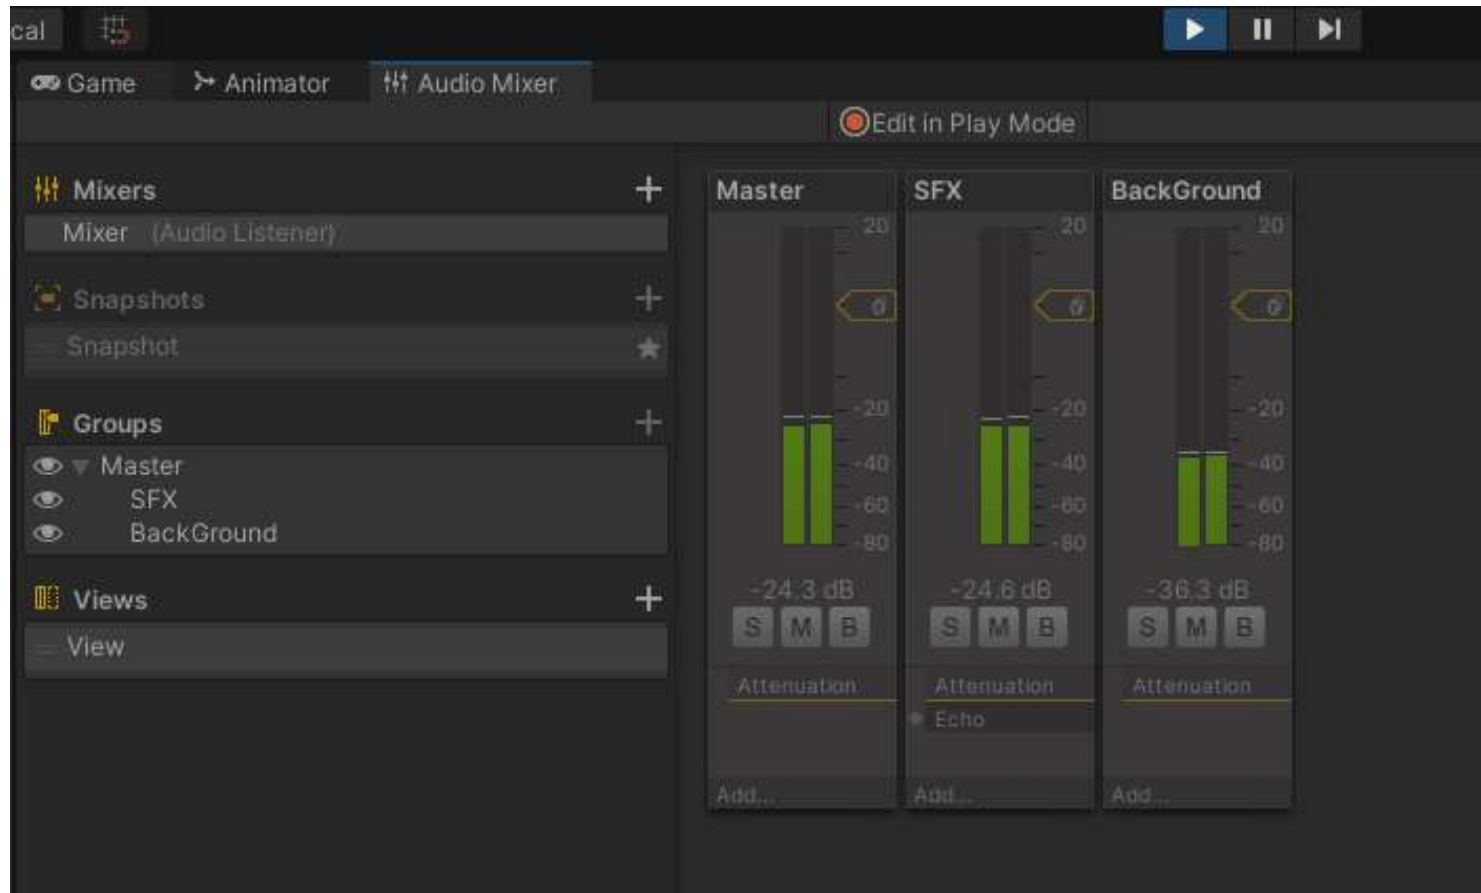 cal
Game Animator Audio Mixer
Edit in Play Mode
Mixers
Mixer (Audio Listener)
Snapshots
Snapshot
Groups
Master
SFX
BackGround
Views
View
Master
20
0
-20
-40
-60
-80
-24.3 dB
S M B
Attenuation
Add...
SFX
20
0
-20
-40
-60
-80
-24.6 dB
S M B
Attenuation
Echo
Add...
BackGround
20
0
-20
-40
-60
-80
-36.3 dB
S M B
Attenuation
Add...